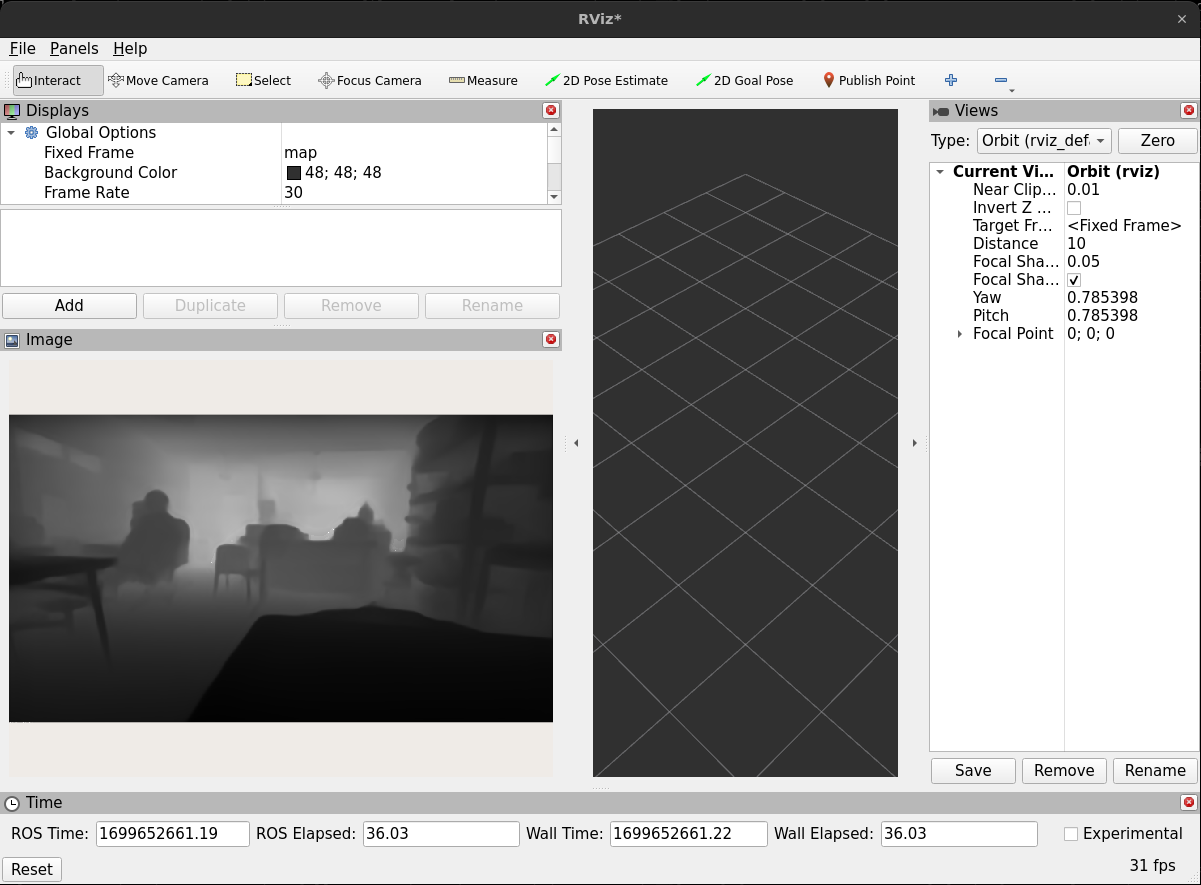 RViz*
File Panels Help
Interact Move Camera Select Focus Camera Measure 2D Pose Estimate 2D Goal Pose Publish Point
Displays
Global Options
Fixed Frame map
Background Color 48; 48; 48
Frame Rate 30
Add Duplicate Remove Rename
Image
Views
Type: Orbit (rviz_defa Zero
Current Vi... Orbit (rviz)
Near Clip... 0.01
Invert Z ...
Target Fr... <Fixed Frame>
Distance 10
Focal Sha... 0.05
Focal Sha...
Yaw 0.785398
Pitch 0.785398
Focal Point 0; 0; 0
Save Remove Rename
Time
ROS Time: 1699652661.19 ROS Elapsed: 36.03 Wall Time: 1699652661.22 Wall Elapsed: 36.03 Experimental
Reset 31 fps